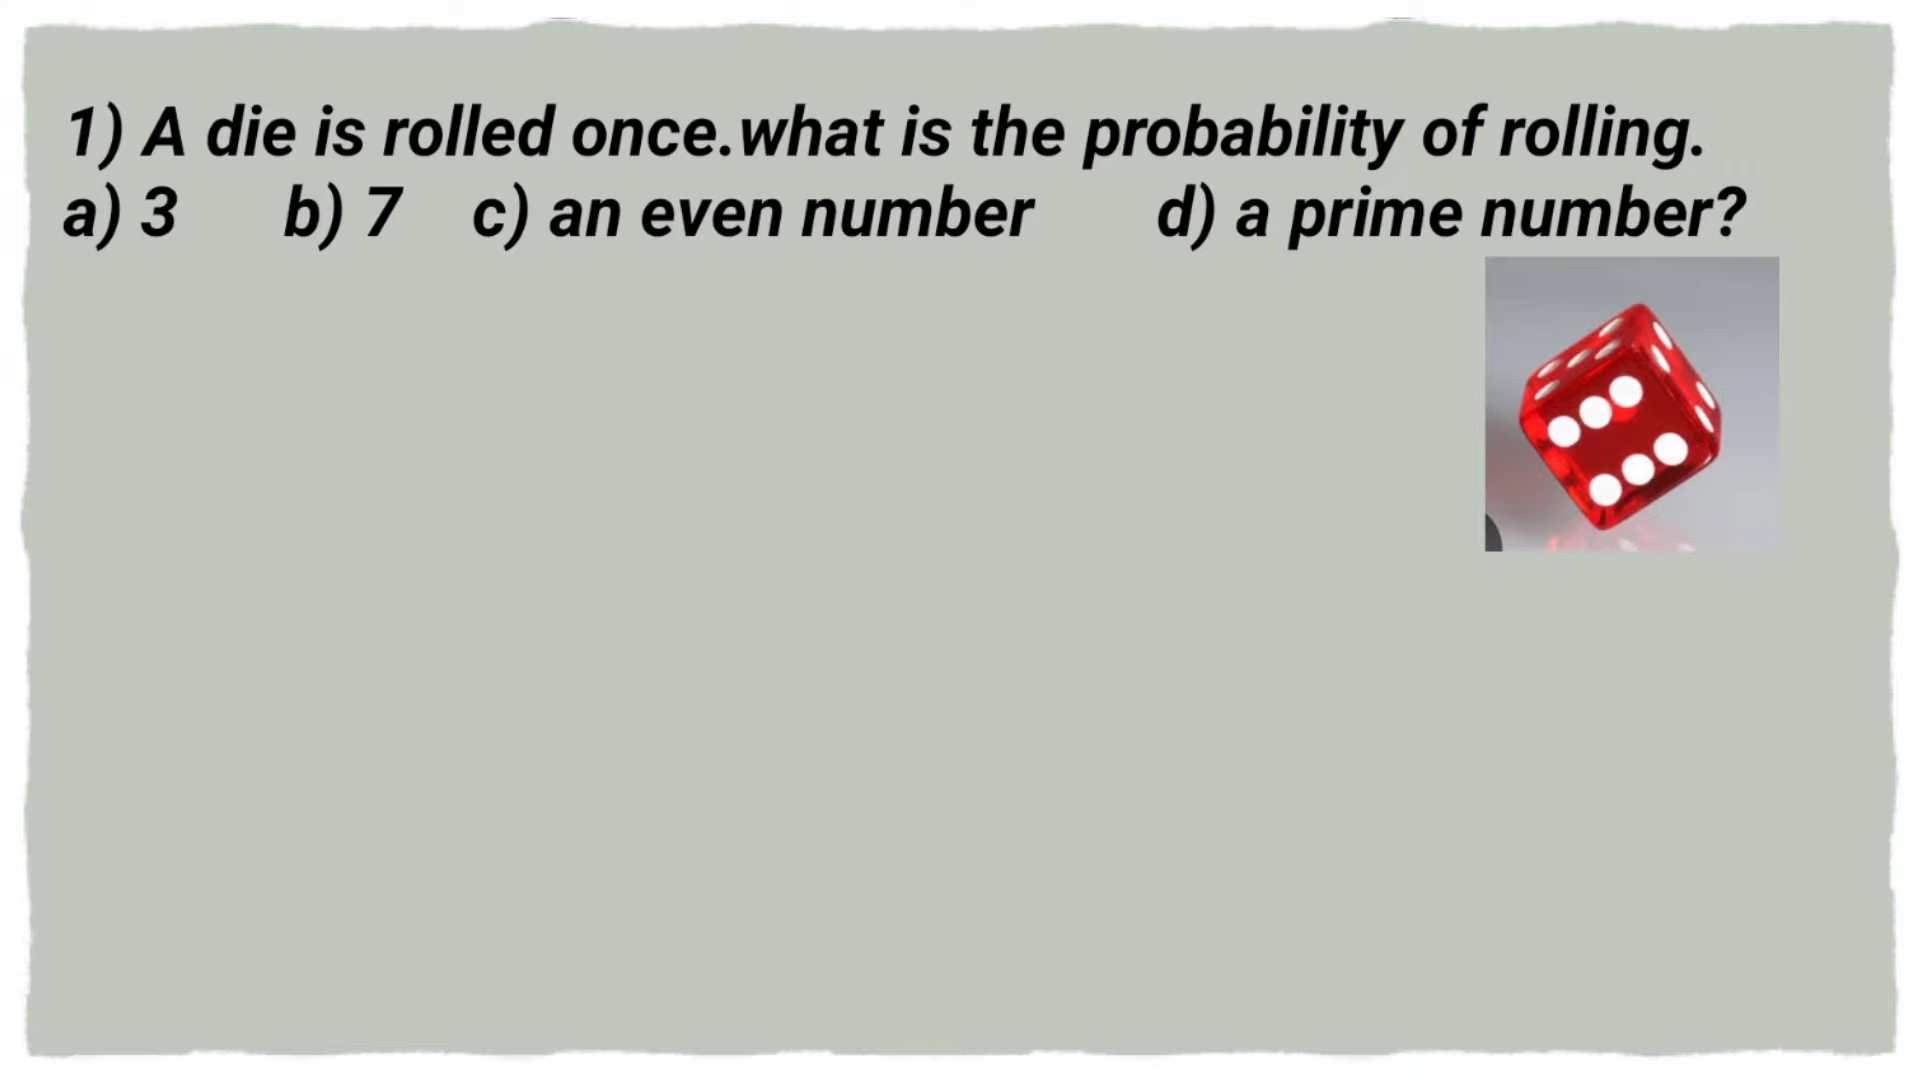 1) A die is rolled once.what is the probability of rolling.
a) 3 b) 7 c) an even number d) a prime number?